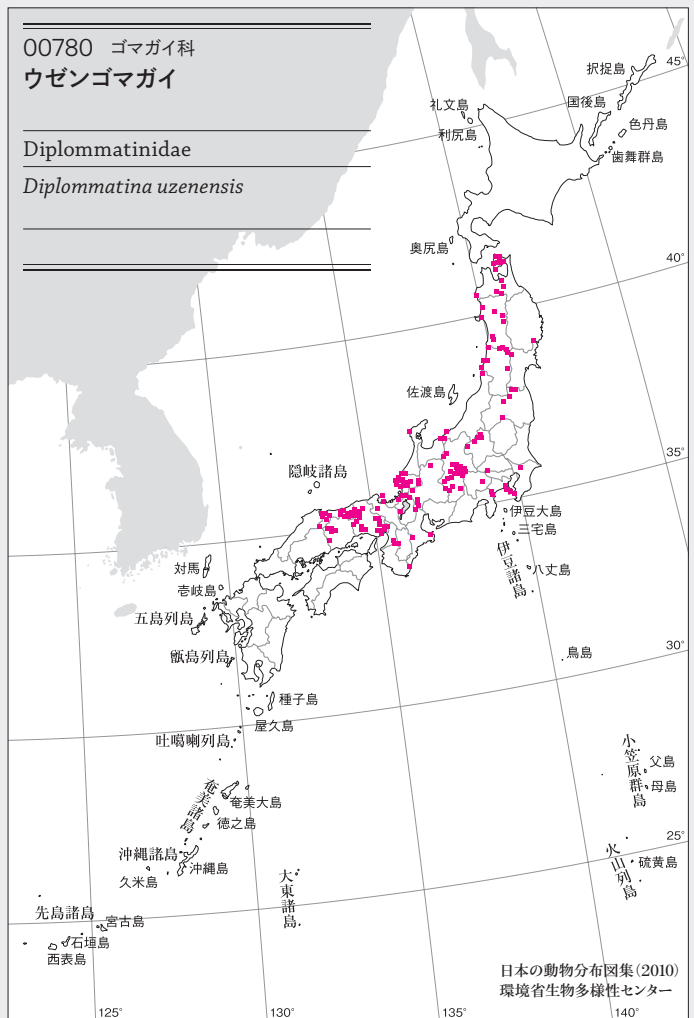 00780 ゴマガイ科
ウゼンゴマガイ
Diplommatinidae
Diplommatina uzenensis
択捉島
45°
礼文島
国後島
利尻島
色丹島
歯舞群島
奥尻島
40°
佐渡島
35°
隠岐諸島
伊豆大島
三宅島
伊豆諸島
八丈島
対馬
壱岐島
五島列島
甑島列島
鳥島
30°
種子島
屋久島
吐噶喇列島
小笠原群島
父島
母島
奄美諸島
奄美大島
徳之島
25°
沖縄諸島
沖縄島
久米島
大東諸島
火山列島
硫黄島
先島諸島
宮古島
石垣島
西表島
日本の動物分布図集(2010)
環境省生物多様性センター
125°
130°
135°
140°